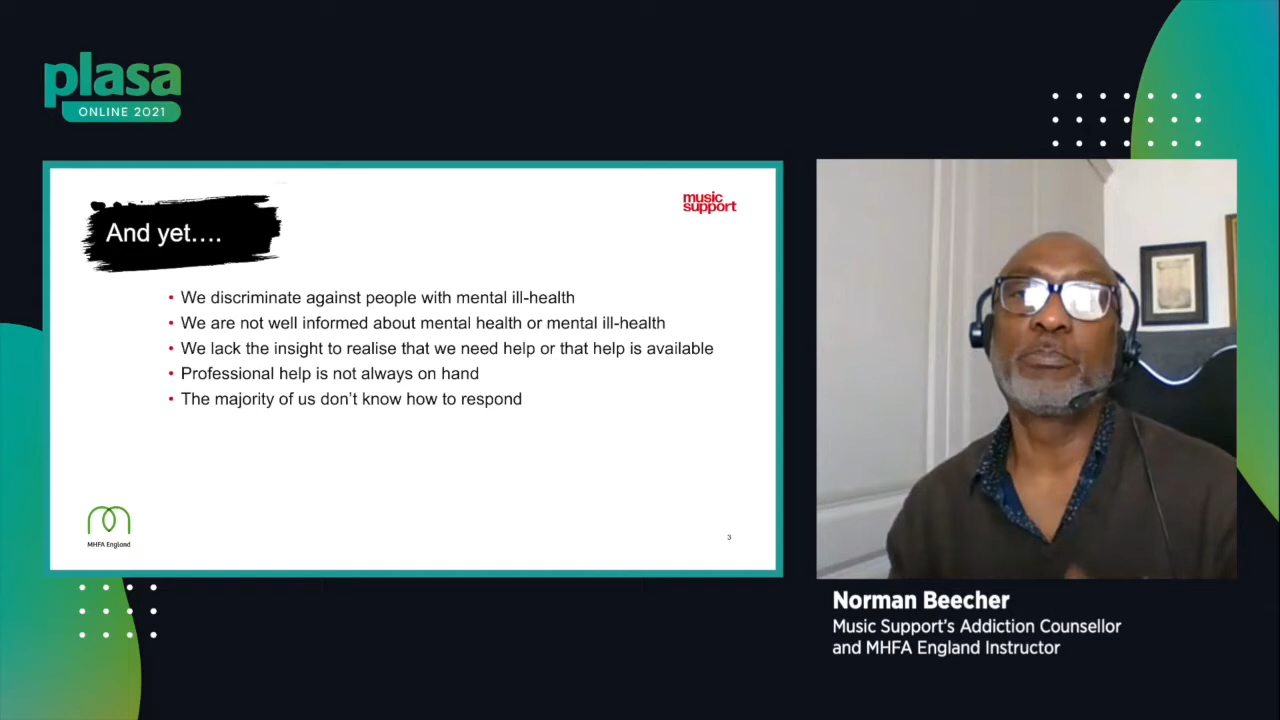 plasa
ONLINE 2021
And yet….
music
support
• We discriminate against people with mental ill-health
• We are not well informed about mental health or mental ill-health
• We lack the insight to realise that we need help or that help is available
• Professional help is not always on hand
• The majority of us don’t know how to respond
MHFA England
3
Norman Beecher
Music Support’s Addiction Counsellor
and MHFA England Instructor